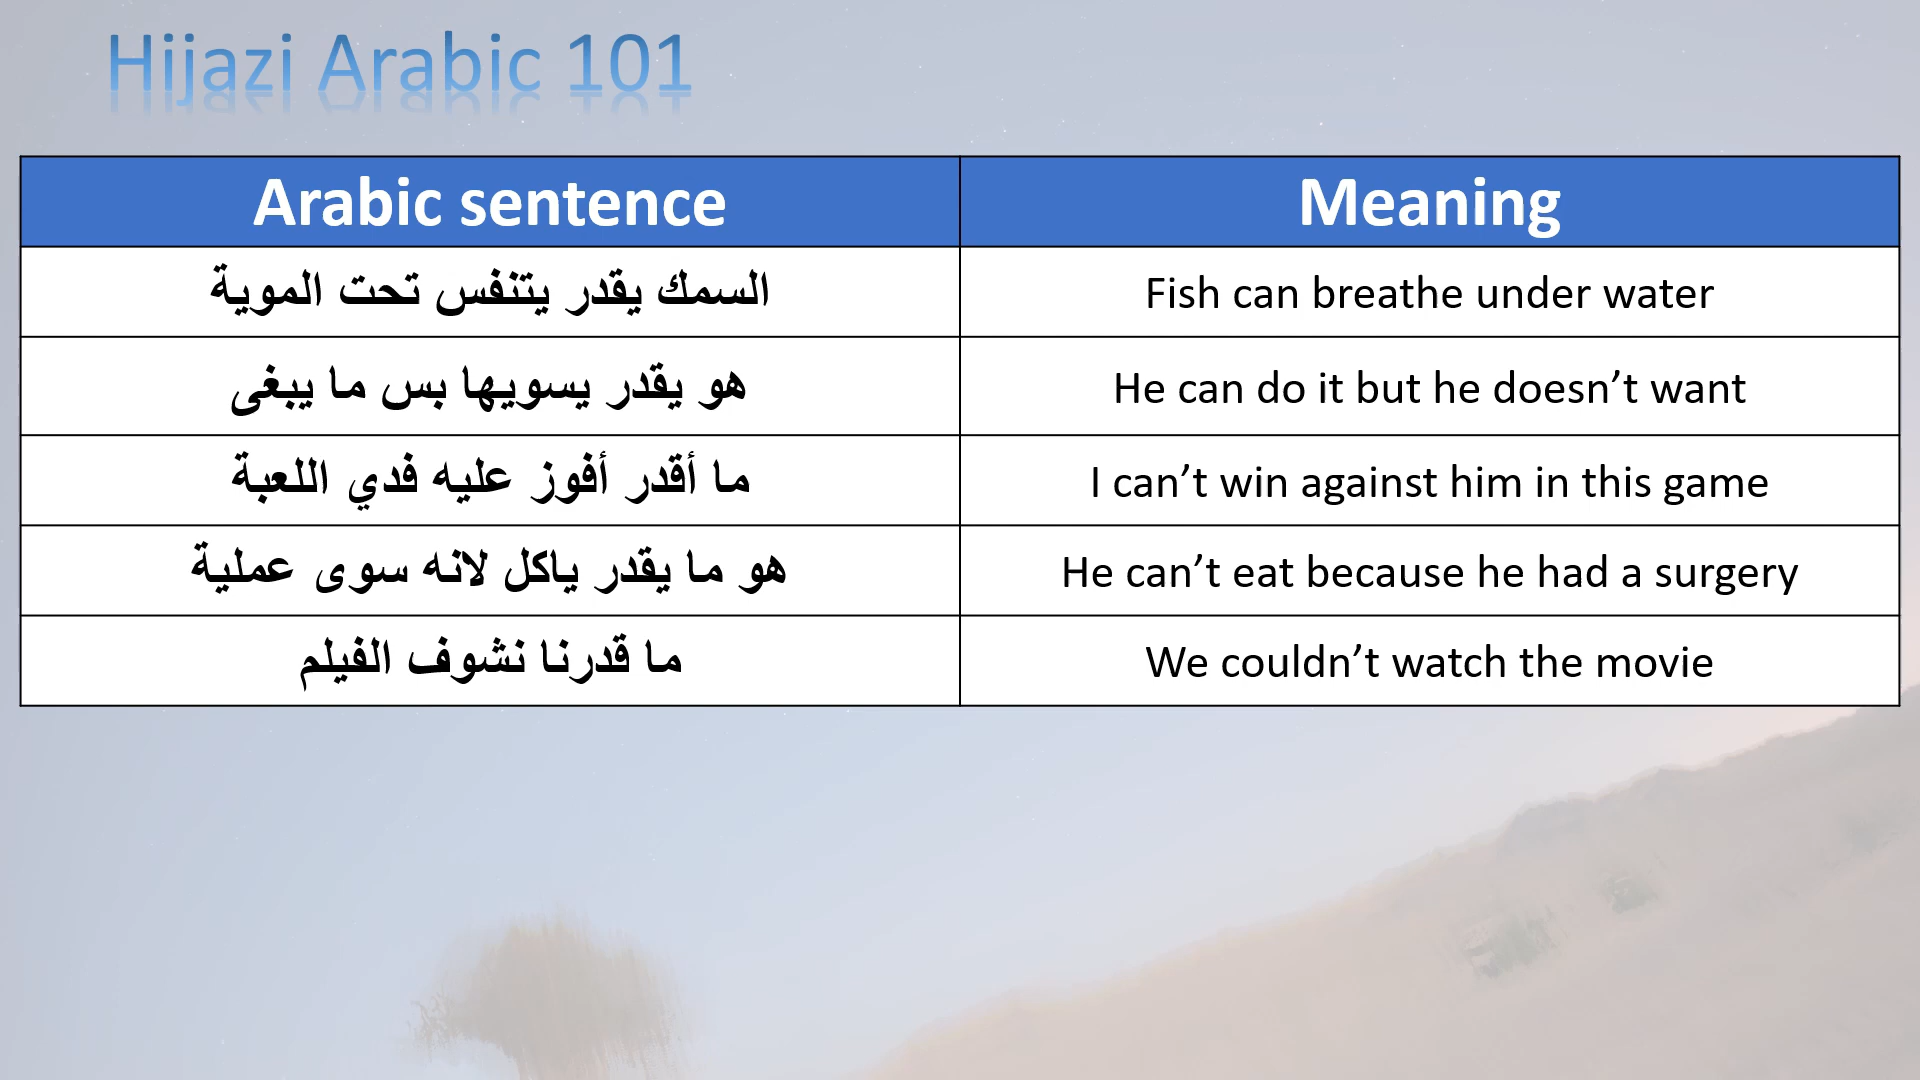 Hijazi Arabic 101
Arabic sentence
Meaning
السمك يقدر يتنفس تحت الموية
Fish can breathe under water
هو يقدر يسويها بس ما يبغى
He can do it but he doesn’t want
ما أقدر أفوز عليه فدي اللعبة
I can’t win against him in this game
هو ما يقدر ياكل لانه سوى عملية
He can’t eat because he had a surgery
ما قدرنا نشوف الفيلم
We couldn’t watch the movie